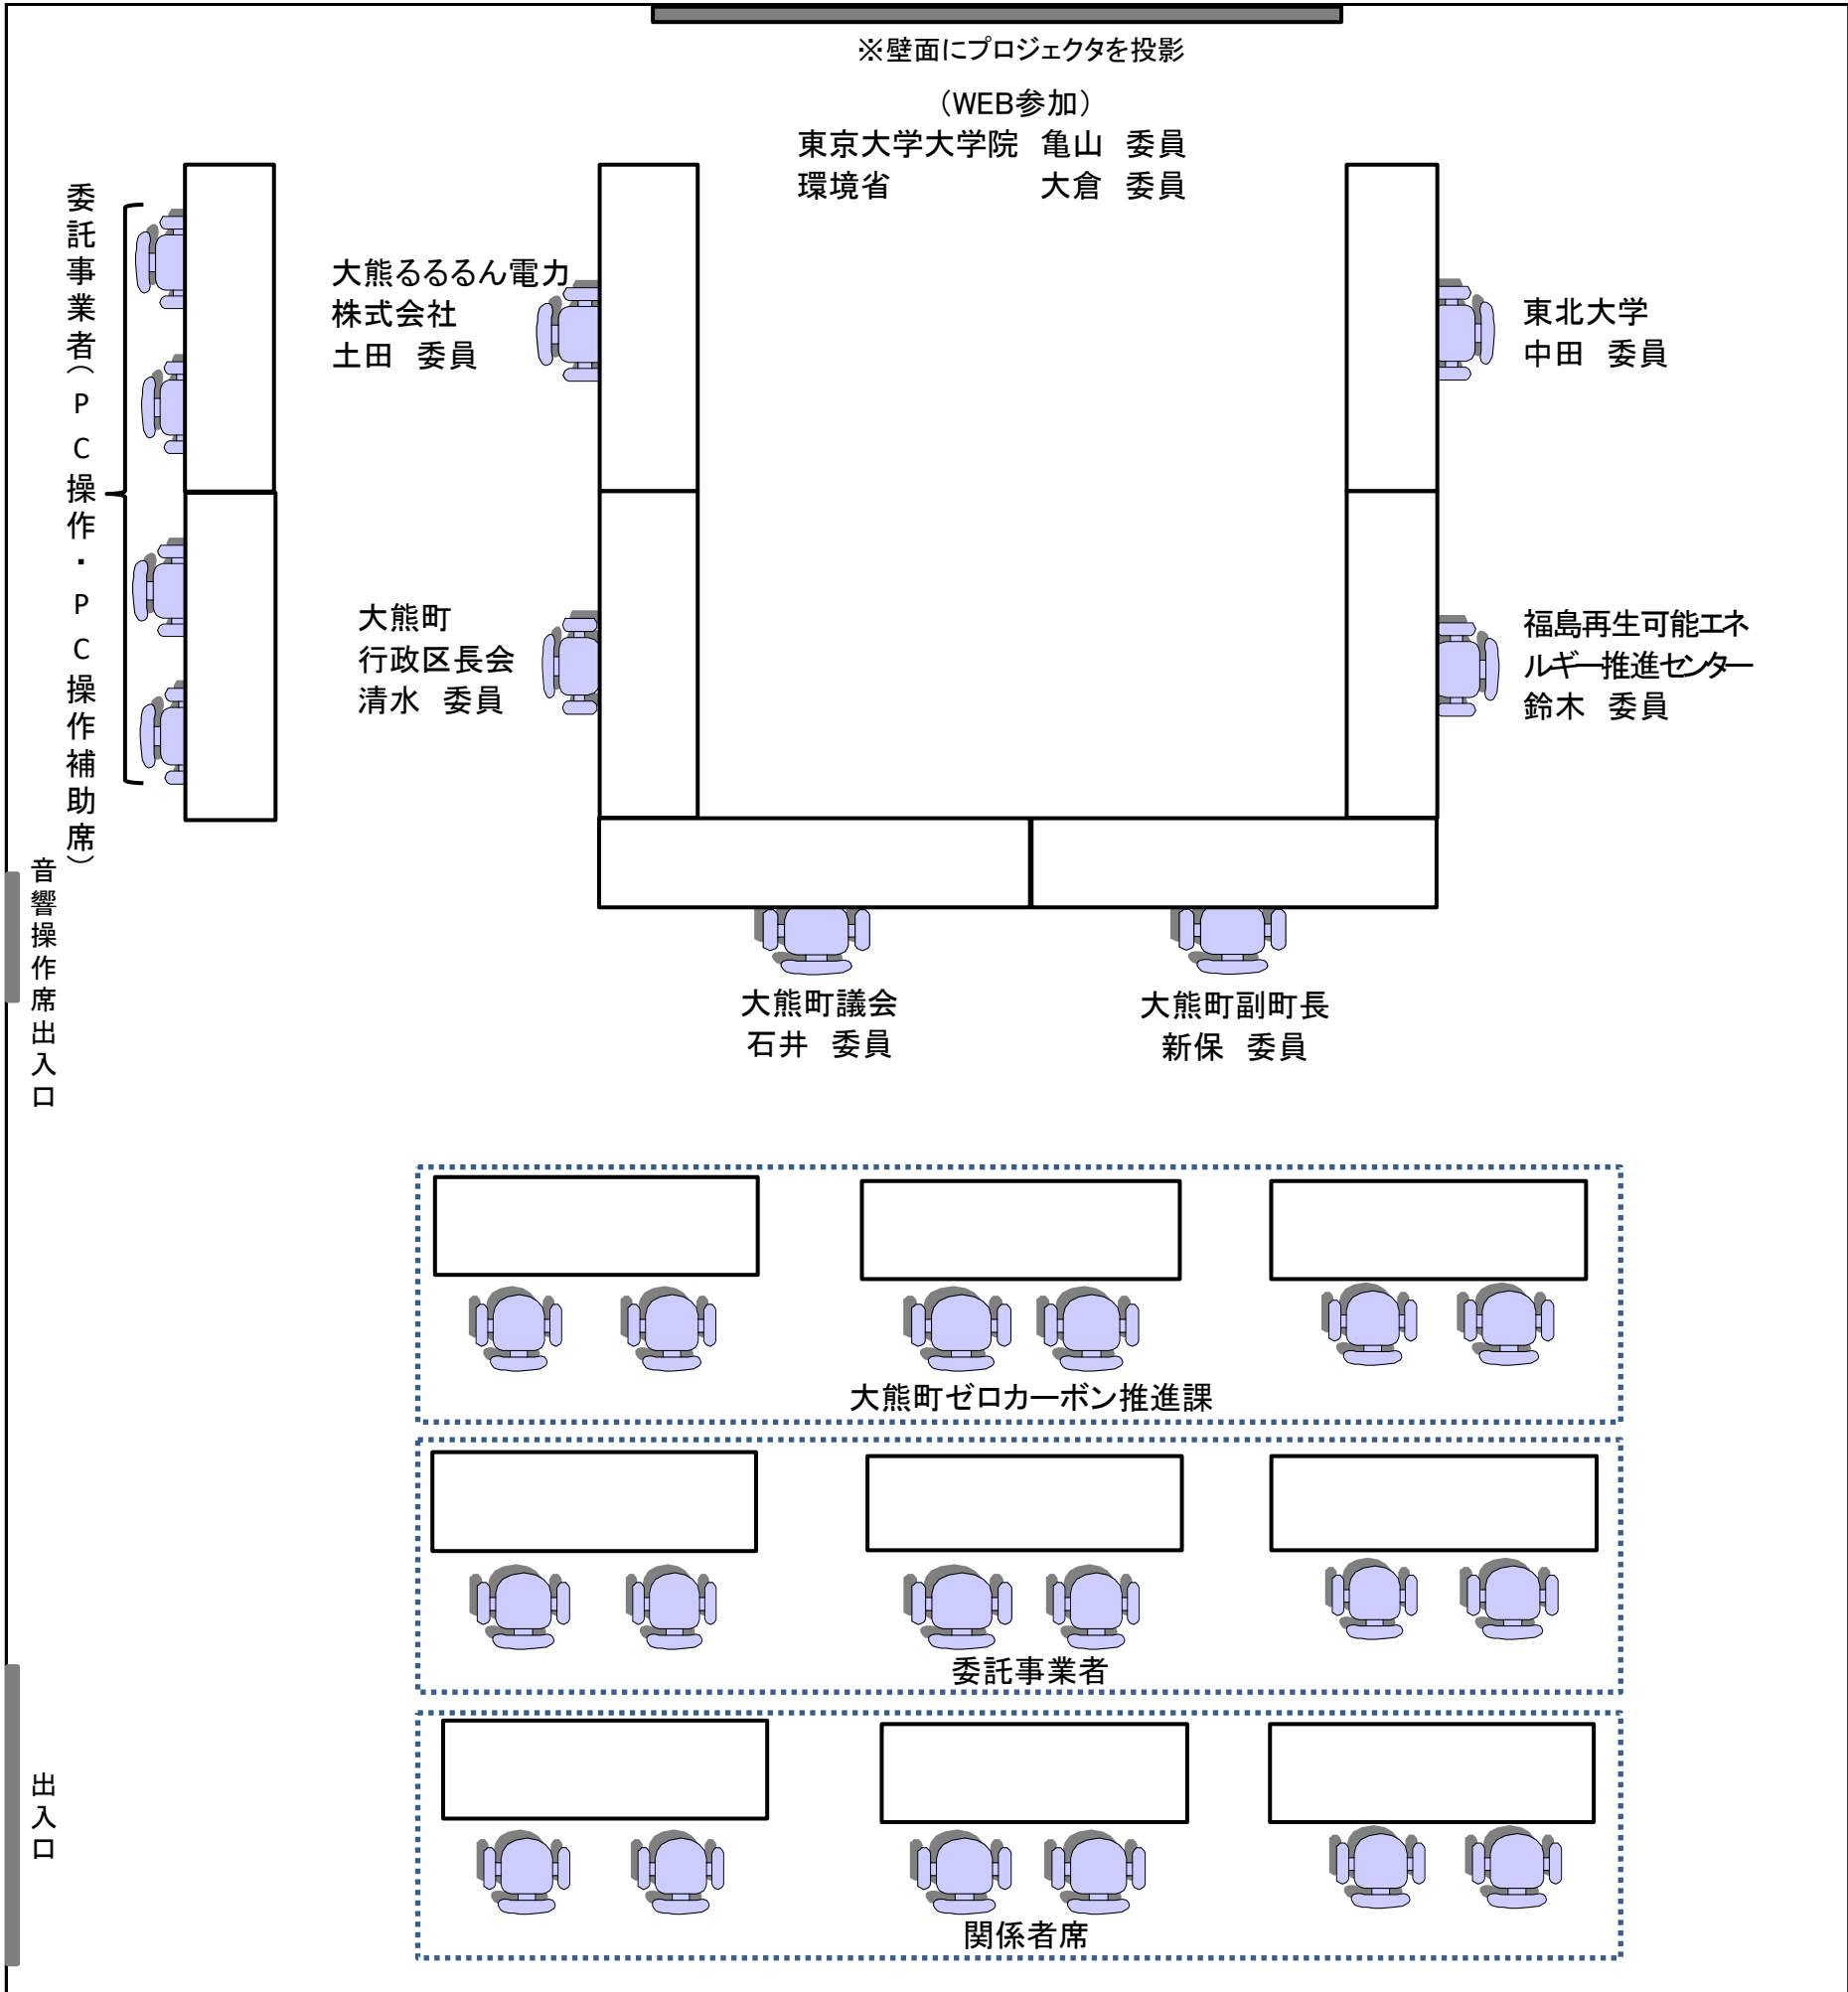 ※壁面にプロジェクタを投影
（WEB参加）
東京大学大学院　亀山　委員
環境省　大倉　委員
委託事業者（PC操作・PC操作補助席）
大熊るるるん電力
株式会社
土田　委員
東北大学
中田　委員
大熊町
行政区長会
清水　委員
福島再生可能エネ
ルギー推進センター
鈴木　委員
音響操作席出入口
大熊町議会
石井　委員
大熊町副町長
新保　委員
大熊町ゼロカーボン推進課
委託事業者
出入口
関係者席